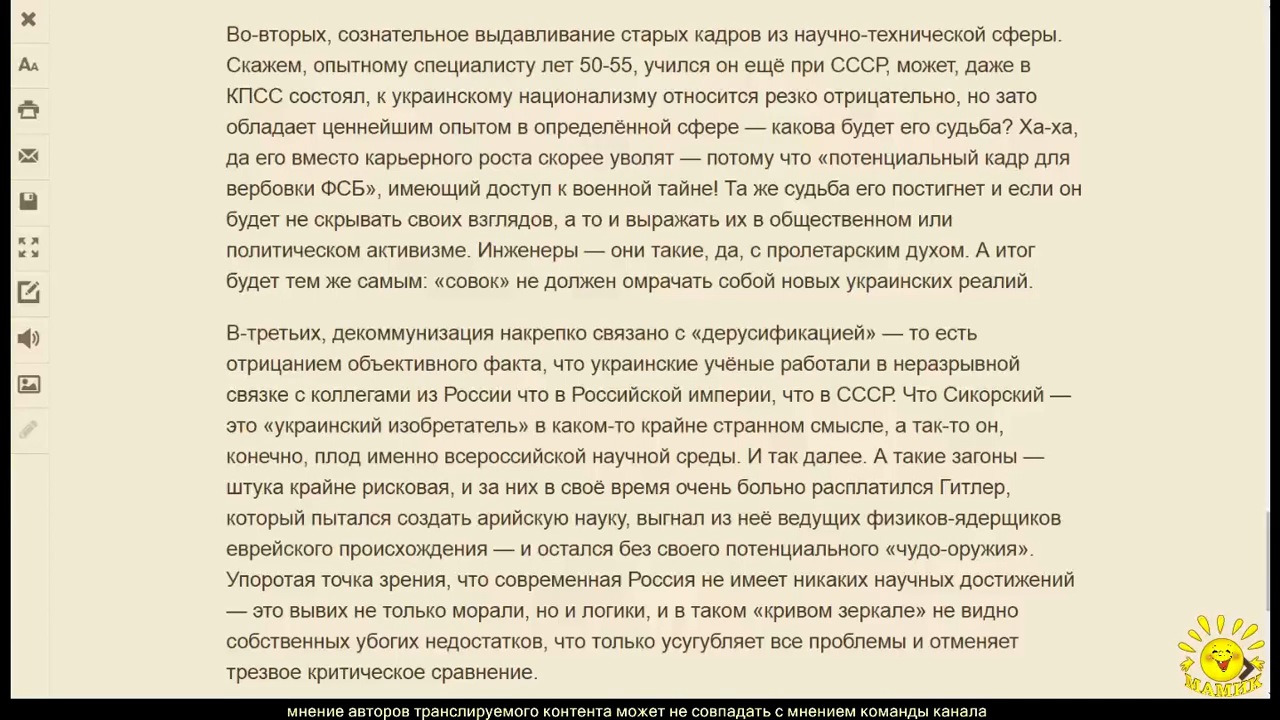 Во-вторых, сознательное выдавливание старых кадров из научно-технической сферы.
Скажем, опытному специалисту лет 50-55, учился он ещё при СССР, может, даже в
КПСС состоял, к украинскому национализму относится резко отрицательно, но зато
обладает ценнейшим опытом в определённой сфере — какова будет его судьба? Ха-ха,
да его вместо карьерного роста скорее уволят — потому что «потенциальный кадр для
вербовки ФСБ», имеющий доступ к военной тайне! Та же судьба его постигнет и если он
будет не скрывать своих взглядов, а то и выражать их в общественном или
политическом активизме. Инженеры — они такие, да, с пролетарским духом. А итог
будет тем же самым: «совок» не должен омрачать собой новых украинских реалий.
В-третьих, декоммунизация накрепко связано с «дерусификацией» — то есть
отрицанием объективного факта, что украинские учёные работали в неразрывной
связке с коллегами из России что в Российской империи, что в СССР. Что Сикорский —
это «украинский изобретатель» в каком-то крайне странном смысле, а так-то он,
конечно, плод именно всероссийской научной среды. И так далее. А такие загоны —
штука крайне рисковая, и за них в своё время очень больно расплатился Гитлер,
который пытался создать арийскую науку, выгнал из неё ведущих физиков-ядерщиков
еврейского происхождения — и остался без своего потенциального «чудо-оружия».
Упоротая точка зрения, что современная Россия не имеет никаких научных достижений
— это вывих не только морали, но и логики, и в таком «кривом зеркале» не видно
собственных убогих недостатков, что только усугубляет все проблемы и отменяет
трезвое критическое сравнение.
МАМИК
мнение авторов транслируемого контента может не совпадать с мнением команды канала